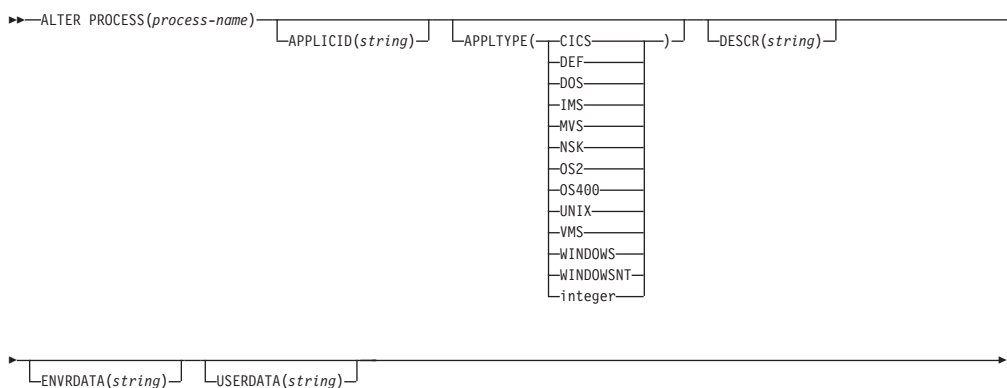 ALTER PROCESS(process-name)
APPLICID(string)
APPLTYPE( CICS )
DEF
DOS
IMS
MVS
NSK
OS2
OS400
UNIX
VMS
WINDOWS
WINDOWSNT
integer
DESCR(string)
ENVRDATA(string) USERDATA(string)